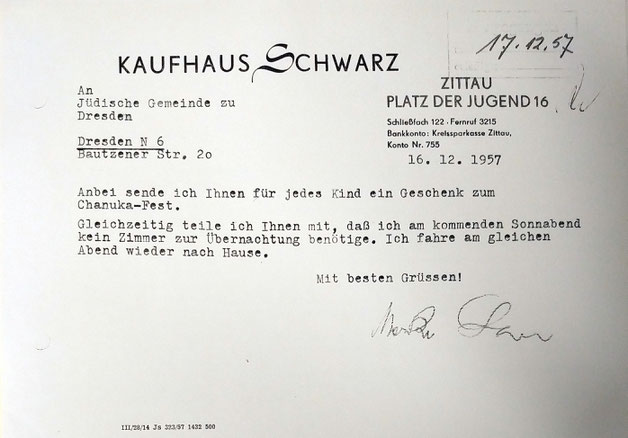 17.12.57
KAUFHAUS SCHWARZ
ZITTAU
PLATZ DER JUGEND 16
Schließfach 122 · Fernruf 3215
Bankkonto: Kreissparkasse Zittau,
Konto Nr. 755
16. 12. 1957
An
Jüdische Gemeinde zu
Dresden
Dresden N 6
Bautzener Str. 2o
Anbei sende ich Ihnen für jedes Kind ein Geschenk zum
Chanuka-Fest.
Gleichzeitig teile ich Ihnen mit, daß ich am kommenden Sonnabend
kein Zimmer zur Übernachtung benötige. Ich fahre am gleichen
Abend wieder nach Hause.
Mit besten Grüssen!
III/28/14 Js 323/57 1432 500